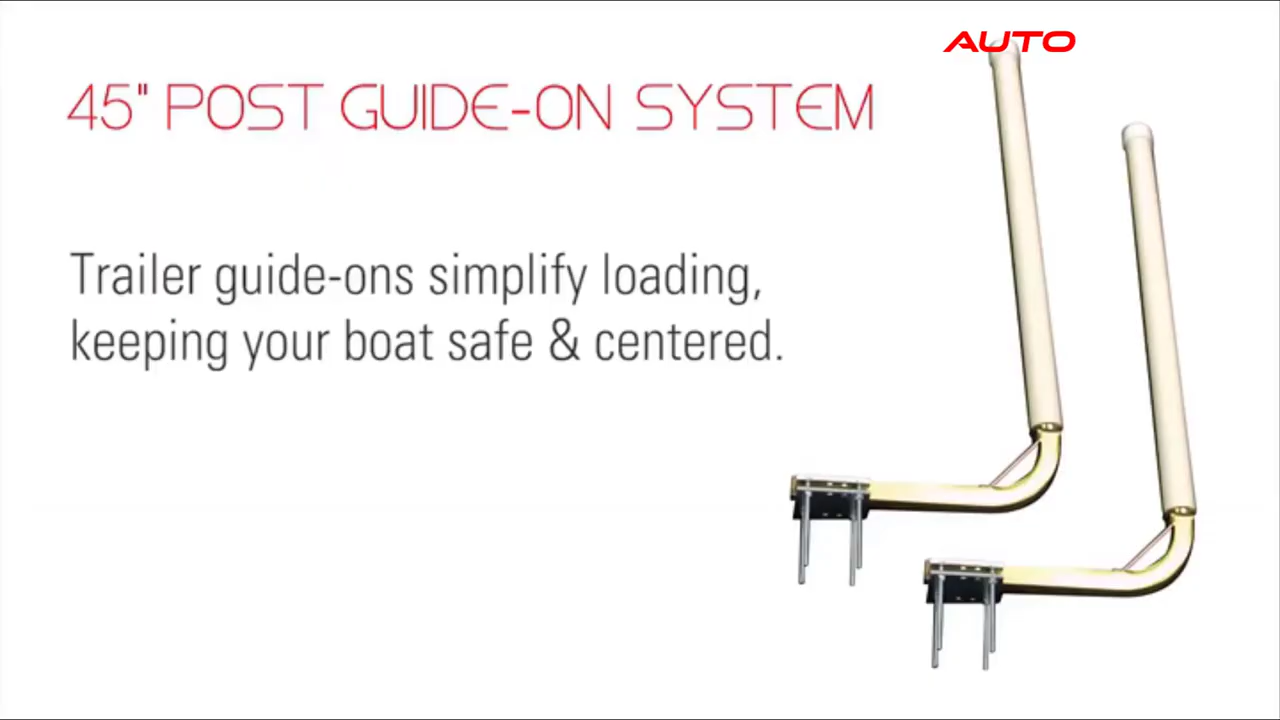 AUTO
45" POST GUIDE-ON SYSTEM
Trailer guide-ons simplify loading,
keeping your boat safe & centered.